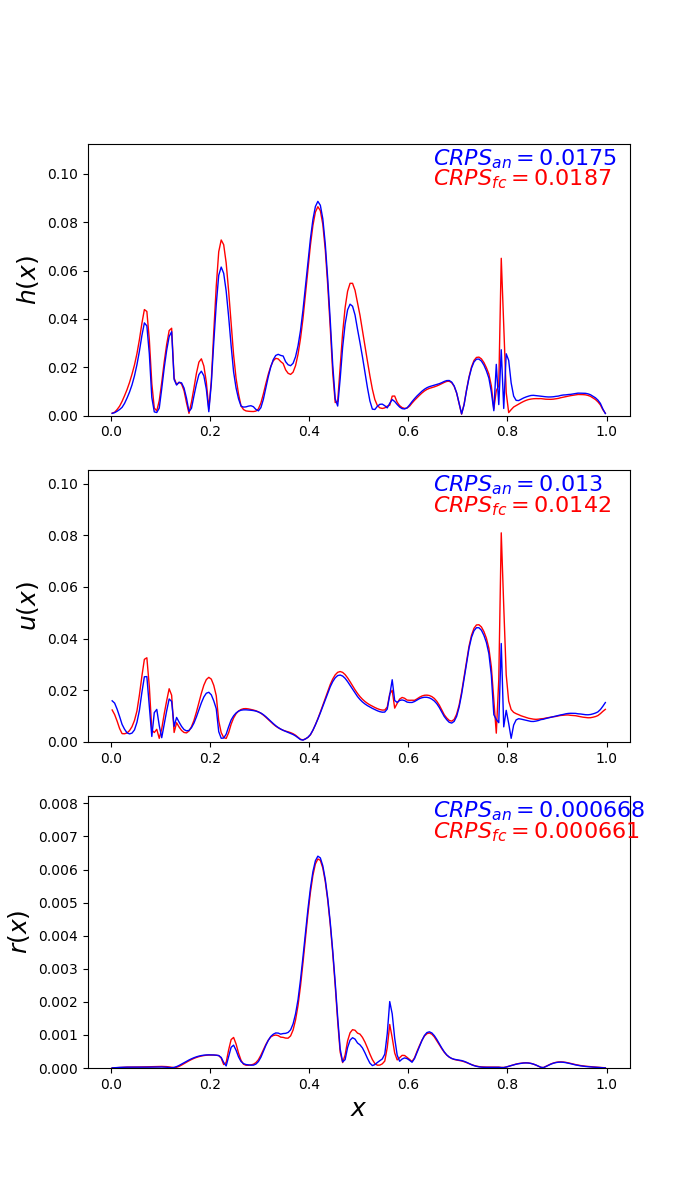 CRPS_an = 0.0175
CRPS_fc = 0.0187
0.10
0.08
0.06
0.04
0.02
0.00
h(x)
0.0 0.2 0.4 0.6 0.8 1.0
CRPS_an = 0.013
CRPS_fc = 0.0142
0.10
0.08
0.06
0.04
0.02
0.00
u(x)
0.0 0.2 0.4 0.6 0.8 1.0
CRPS_an = 0.000668
CRPS_fc = 0.000661
0.008
0.007
0.006
0.005
0.004
0.003
0.002
0.001
0.000
r(x)
0.0 0.2 0.4 0.6 0.8 1.0
x